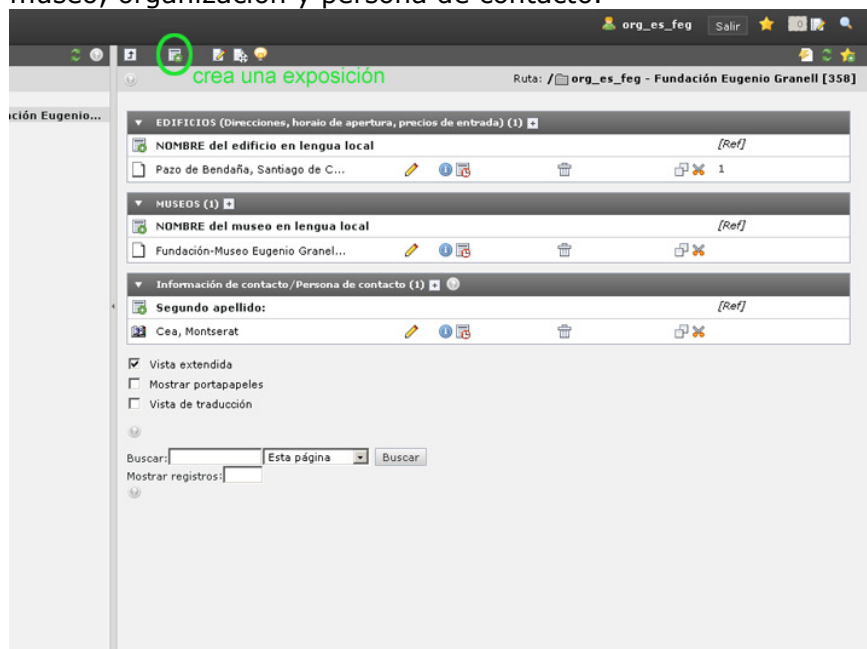 museo, organización y persona de contacto.
org_es_feg Salir
crea una exposición
Ruta: / org_es_feg - Fundación Eugenio Granell [358]
ación Eugenio...
EDIFICIOS (Direcciones, horaio de apertura, precios de entrada) (1)
NOMBRE del edificio en lengua local [Ref]
Pazo de Bendaña, Santiago de C... 1
MUSEOS (1)
NOMBRE del museo en lengua local [Ref]
Fundación-Museo Eugenio Granel...
Información de contacto/Persona de contacto (1)
Segundo apellido: [Ref]
Cea, Montserat
Vista extendida
Mostrar portapapeles
Vista de traducción
Buscar: Esta página Buscar
Mostrar registros: